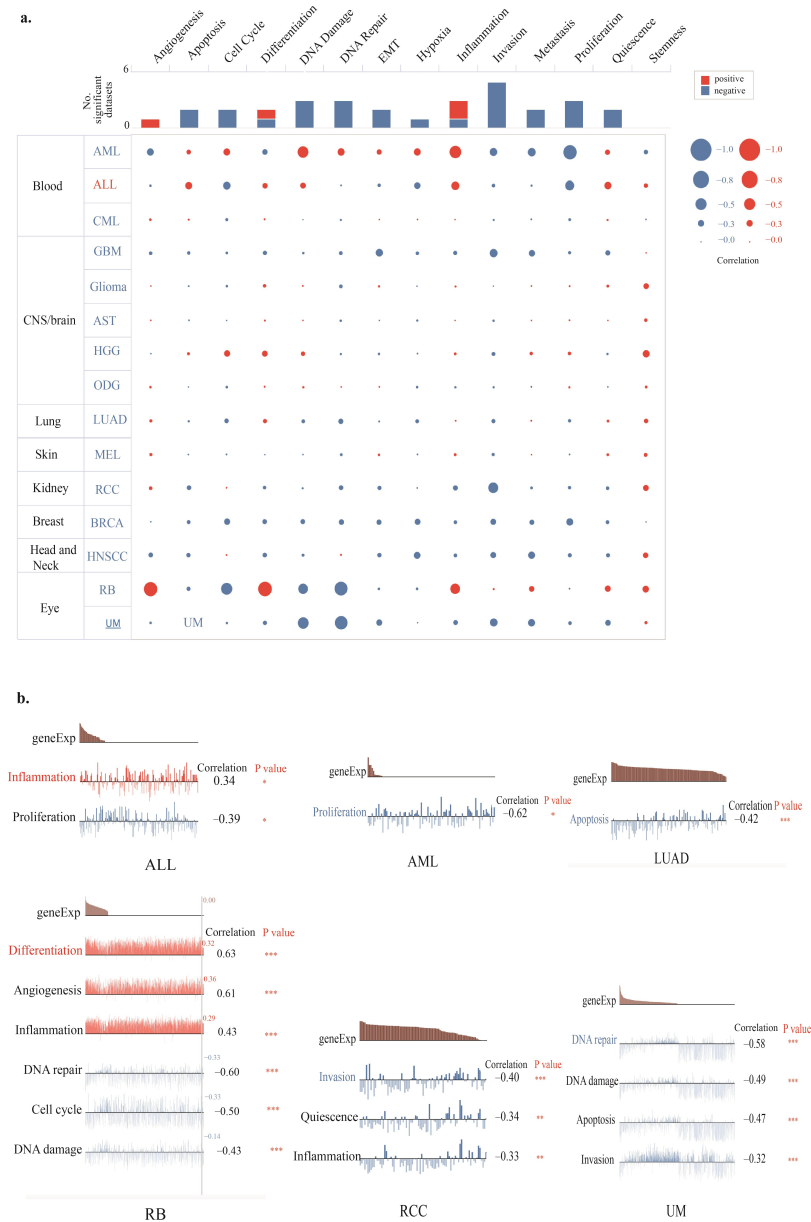 a.
Angiogenesis
Apoptosis
Cell Cycle
Differentiation
DNA Damage
DNA Repair
EMT
Hypoxia
Inflammation
Invasion
Metastasis
Proliferation
Quiescence
Stemness
No. significant datasets
6
0
positive
negative
−1.0 −1.0
−0.8 −0.8
−0.5 −0.5
−0.3 −0.3
−0.0 −0.0
Correlation
Blood
AML
ALL
CML
CNS/brain
GBM
Glioma
AST
HGG
ODG
Lung LUAD
Skin MEL
Kidney RCC
Breast BRCA
Head and
Neck
HNSCC
Eye
RB
UM UM
b.
geneExp
Correlation P value
Inflammation 0.34 *
Proliferation −0.39 *
ALL
geneExp
Correlation P value
Proliferation −0.62 *
AML
geneExp
Correlation P value
Apoptosis −0.42 ***
LUAD
0.00
geneExp
Correlation P value
Differentiation 0.32 0.63 ***
Angiogenesis 0.36 0.61 ***
Inflammation 0.29 0.43 ***
DNA repair −0.33 −0.60 ***
Cell cycle −0.33 −0.50 ***
DNA damage −0.14 −0.43 ***
RB
geneExp
Correlation P value
Invasion −0.40 ***
Quiescence −0.34 **
Inflammation −0.33 **
RCC
geneExp
Correlation P value
DNA repair −0.58 ***
DNA damage −0.49 ***
Apoptosis −0.47 ***
Invasion −0.32 ***
UM